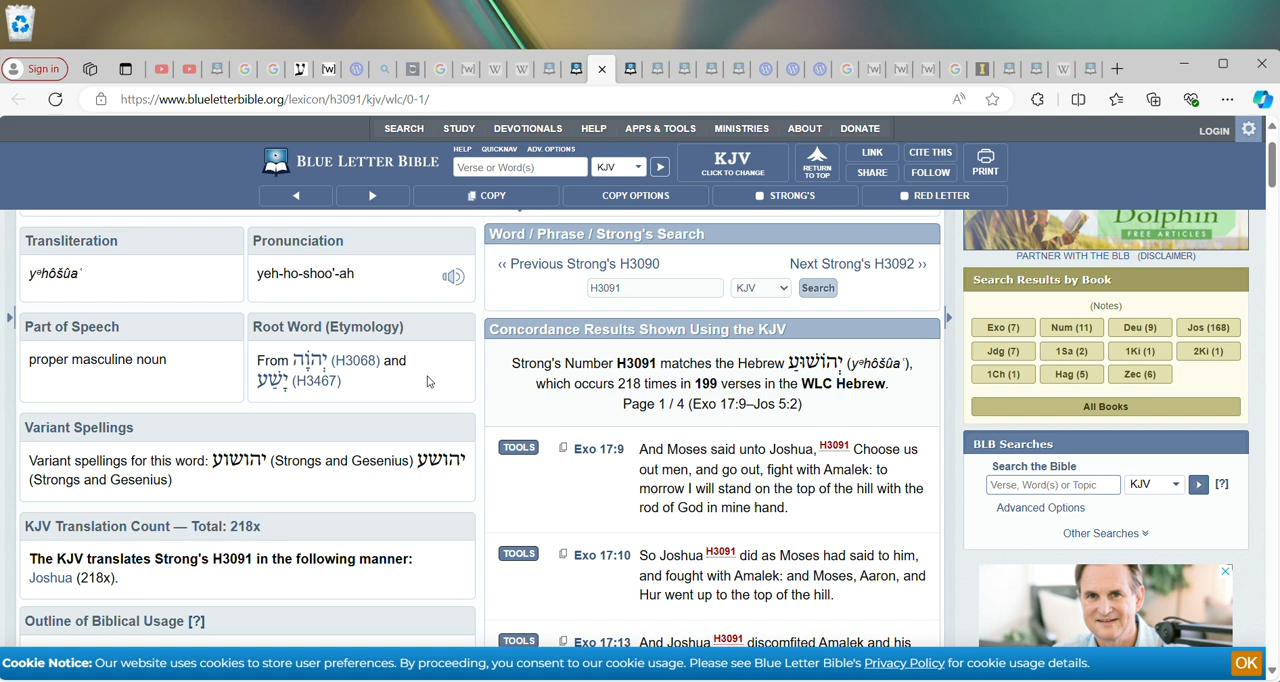 Sign in
https://www.blueletterbible.org/lexicon/h3091/kjv/wlc/0-1/
SEARCH STUDY DEVOTIONALS HELP APPS & TOOLS MINISTRIES ABOUT DONATE
LOGIN
BLUE LETTER BIBLE
HELP QUICKNAV ADV. OPTIONS
Verse or Word(s) KJV
KJV
CLICK TO CHANGE
RETURN
TO TOP
LINK CITE THIS
SHARE FOLLOW
PRINT
COPY COPY OPTIONS STRONG'S RED LETTER
Transliteration
yᵊhôšûaʿ
Pronunciation
yeh-ho-shoo'-ah
Part of Speech
proper masculine noun
Root Word (Etymology)
From יְהֹוָה (H3068) and
יָשַׁע (H3467)
Variant Spellings
Variant spellings for this word: יהושוע (Strongs and Gesenius) יהושע
(Strongs and Gesenius)
KJV Translation Count — Total: 218x
The KJV translates Strong's H3091 in the following manner:
Joshua (218x).
Outline of Biblical Usage [?]
Word / Phrase / Strong's Search
‹‹ Previous Strong's H3090 Next Strong's H3092 ››
H3091 KJV Search
Concordance Results Shown Using the KJV
Strong's Number H3091 matches the Hebrew יְהוֹשׁוּעַ (yᵊhôšûaʿ),
which occurs 218 times in 199 verses in the WLC Hebrew.
Page 1 / 4 (Exo 17:9–Jos 5:2)
TOOLS Exo 17:9 And Moses said unto Joshua, H3091 Choose us
out men, and go out, fight with Amalek: to
morrow I will stand on the top of the hill with the
rod of God in mine hand.
TOOLS Exo 17:10 So Joshua H3091 did as Moses had said to him,
and fought with Amalek: and Moses, Aaron, and
Hur went up to the top of the hill.
TOOLS Exo 17:13 And Joshua H3091 discomfited Amalek and his
Dolphin
FREE ARTICLES
PARTNER WITH THE BLB (DISCLAIMER)
Search Results by Book
(Notes)
Exo (7) Num (11) Deu (9) Jos (168)
Jdg (7) 1Sa (2) 1Ki (1) 2Ki (1)
1Ch (1) Hag (5) Zec (6)
All Books
BLB Searches
Search the Bible
Verse, Word(s) or Topic KJV [?]
Advanced Options
Other Searches
Cookie Notice: Our website uses cookies to store user preferences. By proceeding, you consent to our cookie usage. Please see Blue Letter Bible's Privacy Policy for cookie usage details.
OK